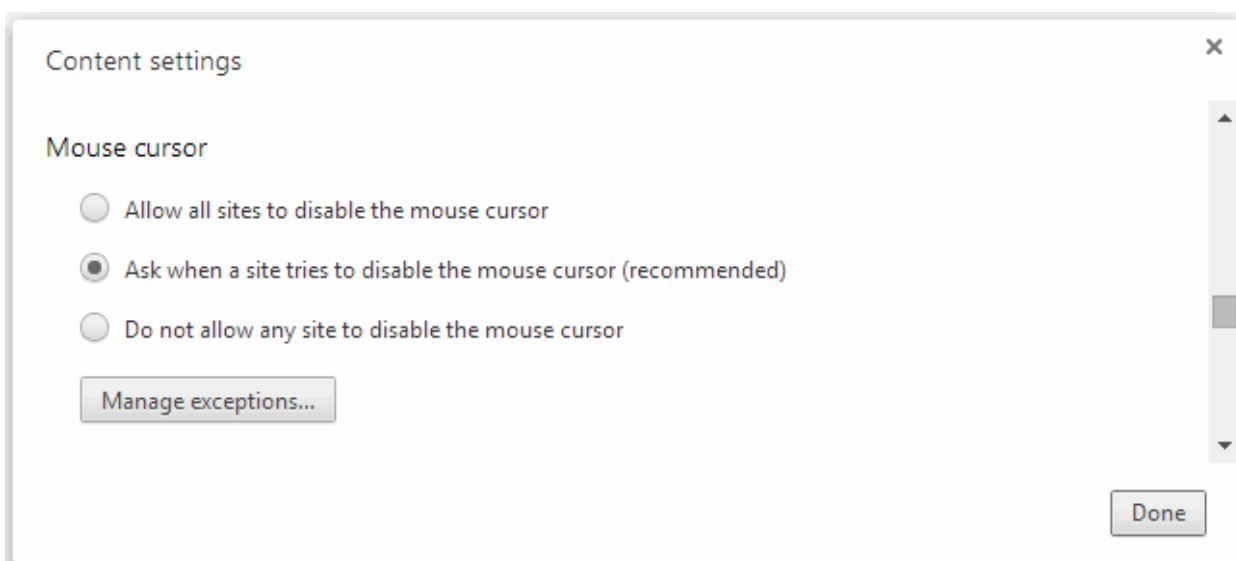 Content settings
Mouse cursor
Allow all sites to disable the mouse cursor
Ask when a site tries to disable the mouse cursor (recommended)
Do not allow any site to disable the mouse cursor
Manage exceptions...
Done